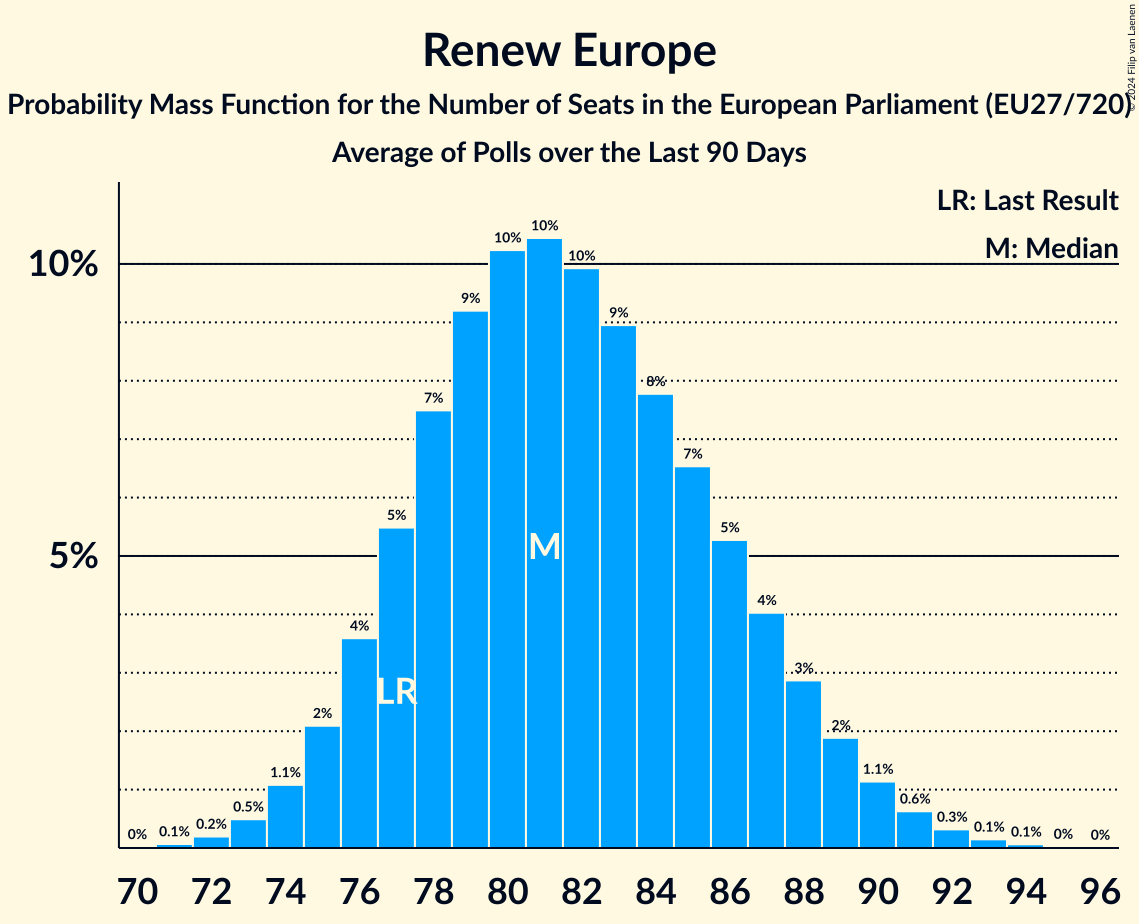 Renew Europe
Probability Mass Function for the Number of Seats in the European Parliament (EU27/720)
Average of Polls over the Last 90 Days
© 2024 Filip van Laenen
LR: Last Result
M: Median
10%
5%
0% 0.1% 0.2% 0.5% 1.1% 2% 4% 5% 7% 9% 10% 10% 10% 9% 8% 7% 5% 4% 3% 2% 1.1% 0.6% 0.3% 0.1% 0.1% 0% 0%
M
LR
70 72 74 76 78 80 82 84 86 88 90 92 94 96